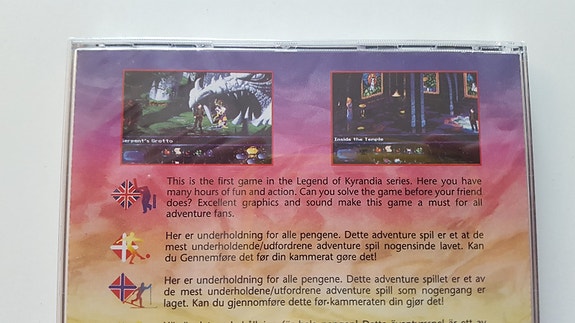 Serpent's Grotto
Inside the Temple
This is the first game in the Legend of Kyrandia series. Here you have
many hours of fun and action. Can you solve the game before your friend
does? Excellent graphics and sound make this game a must for all
adventure fans.
Her er underholdning for alle pengene. Dette adventure spil er et at de
mest underholdende/udfordrene adventure spil nogensinde lavet. Kan
du Gennemføre det før din kammerat gøre det!
Her er underholdning for alle pengene. Dette adventure spillet er et av
de mest underholdene/utfordrene adventure spill som nogengang er
laget. Kan du gjennomføre dette før-kammeraten din gjør det!